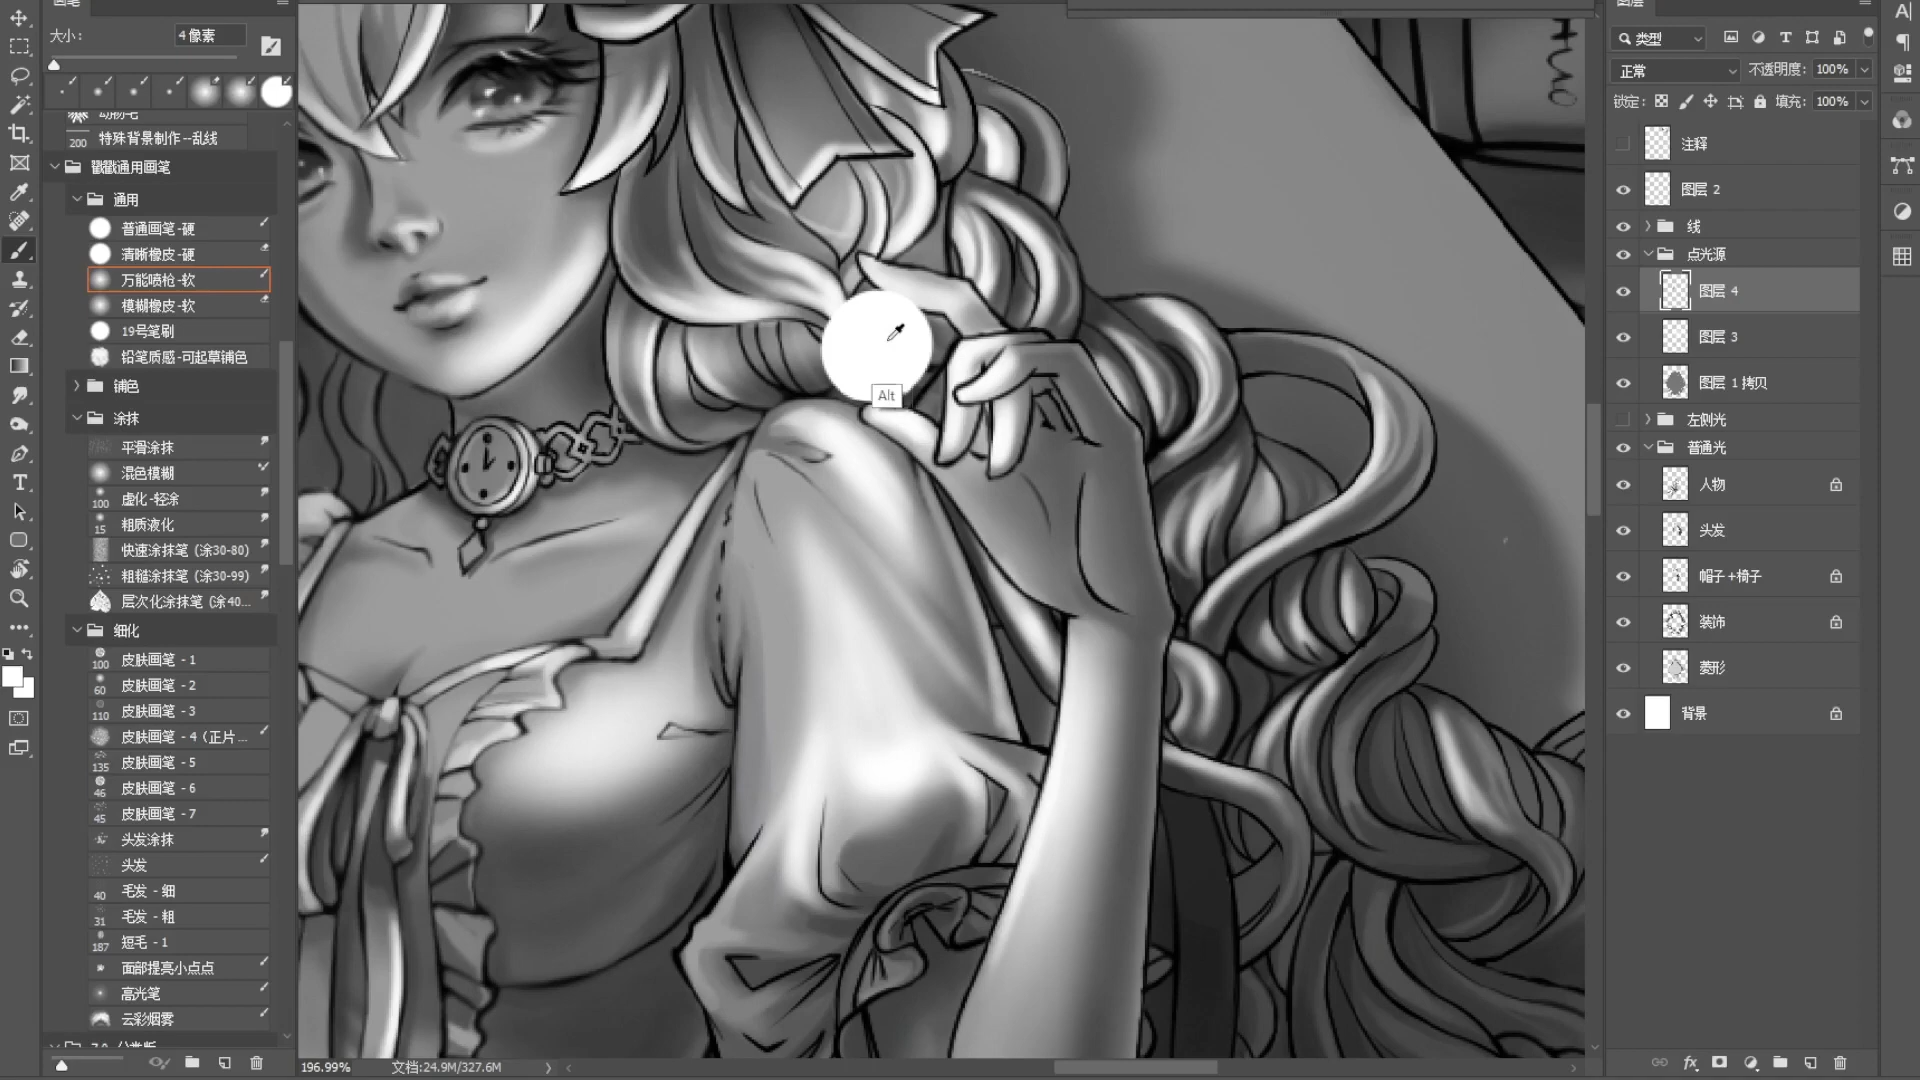 画笔
大小:
4 像素
动物毛
200
特殊背景制作--乱线
戳戳通用画笔
通用
普通画笔-硬
清晰橡皮-硬
万能喷枪-软
模糊橡皮-软
19号笔刷
铅笔质感-可起草铺色
铺色
涂抹
平滑涂抹
混色模糊
100
虚化-轻涂
15
粗质液化
快速涂抹笔 (涂30-80)
粗糙涂抹笔 (涂30-99)
层次化涂抹笔 (涂40...
细化
100
皮肤画笔 - 1
60
皮肤画笔 - 2
110
皮肤画笔 - 3
皮肤画笔 - 4 (正片 ...
135
皮肤画笔 - 5
46
皮肤画笔 - 6
45
皮肤画笔 - 7
头发涂抹
头发
40
毛发 - 细
31
毛发 - 粗
187
短毛 - 1
面部提亮小点点
高光笔
云彩烟雾
Alt
196.99%
文档:24.9M/327.6M
图层
类型
正常
不透明度:
100%
锁定:
填充:
100%
注释
图层 2
线
点光源
图层 4
图层 3
图层 1 拷贝
左侧光
普通光
人物
头发
帽子+椅子
装饰
菱形
背景